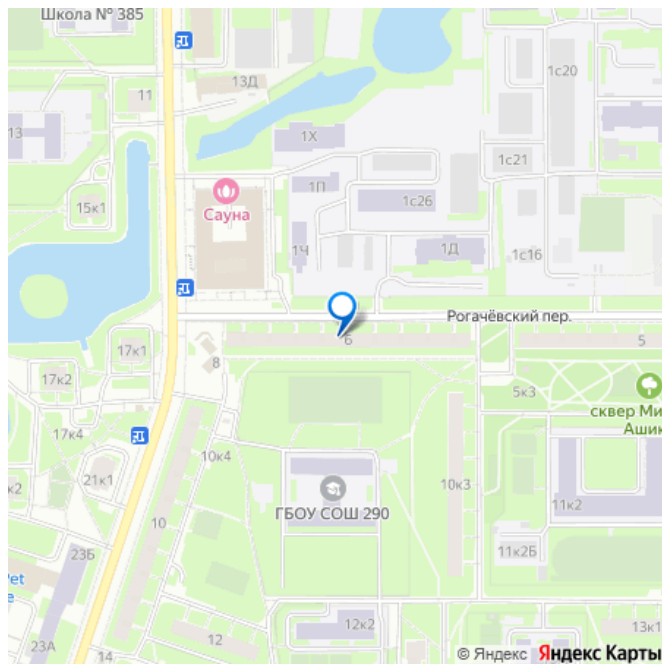 Школа № 385
11
13Д
13
1Х
1с20
1с21
1П
1с26
Сауна
15к1
1Ч
1Д
1с16
Рогачёвский пер.
6
5
17к1
8
17к2
5к3
сквер Ми
Ашик
17к4
10к4
21к1
к2
10к3
ГБОУ СОШ 290
11к2
10
23Б
11к2Б
Pet
e
12к2
12
13к1
14
23А
© Яндекс Яндекс Карты